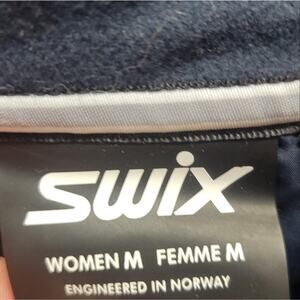 swix
WOMEN M FEMME M
ENGINEERED IN NORWAY